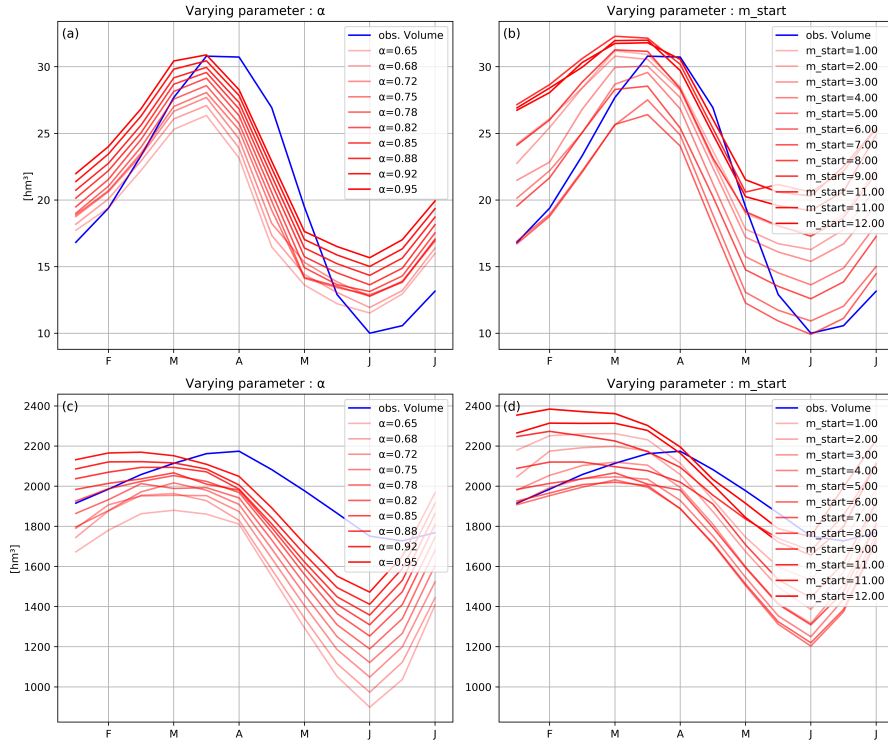 Varying parameter : α
(a)
[hm³]
30
25
20
15
10
F
M
A
M
J
J
obs. Volume
α=0.65
α=0.68
α=0.72
α=0.75
α=0.78
α=0.82
α=0.85
α=0.88
α=0.92
α=0.95
Varying parameter : m_start
(b)
30
25
20
15
10
F
M
A
M
J
J
obs. Volume
m_start=1.00
m_start=2.00
m_start=3.00
m_start=4.00
m_start=5.00
m_start=6.00
m_start=7.00
m_start=8.00
m_start=9.00
m_start=11.00
m_start=11.00
m_start=12.00
Varying parameter : α
(c)
[hm³]
2400
2200
2000
1800
1600
1400
1200
1000
F
M
A
M
J
J
obs. Volume
α=0.65
α=0.68
α=0.72
α=0.75
α=0.78
α=0.82
α=0.85
α=0.88
α=0.92
α=0.95
Varying parameter : m_start
(d)
2400
2200
2000
1800
1600
1400
1200
1000
F
M
A
M
J
J
obs. Volume
m_start=1.00
m_start=2.00
m_start=3.00
m_start=4.00
m_start=5.00
m_start=6.00
m_start=7.00
m_start=8.00
m_start=9.00
m_start=11.00
m_start=11.00
m_start=12.00